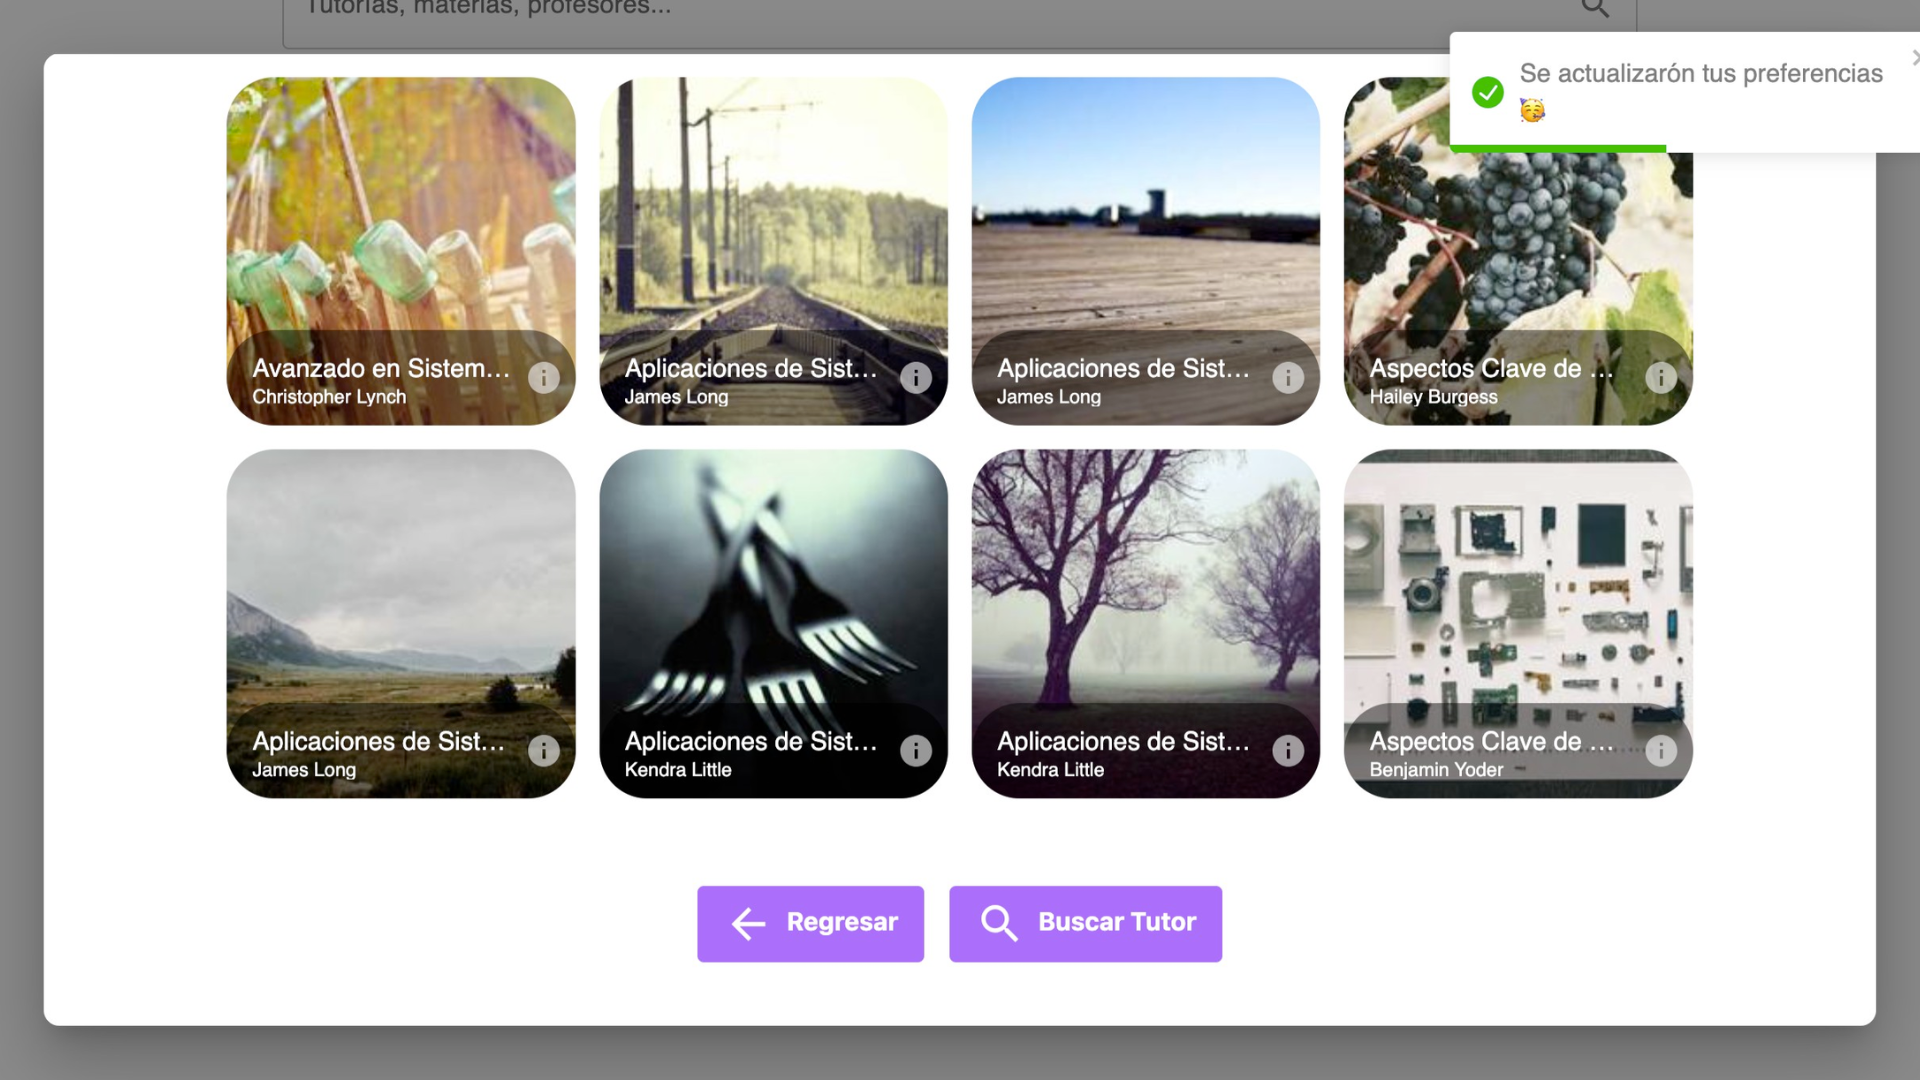 Tutorías, materias, profesores...
Se actualizarón tus preferencias
🥳
Avanzado en Sistem...
Christopher Lynch
Aplicaciones de Sist...
James Long
Aplicaciones de Sist...
James Long
Aspectos Clave de ...
Hailey Burgess
Aplicaciones de Sist...
James Long
Aplicaciones de Sist...
Kendra Little
Aplicaciones de Sist...
Kendra Little
Aspectos Clave de ...
Benjamin Yoder
Regresar
Buscar Tutor